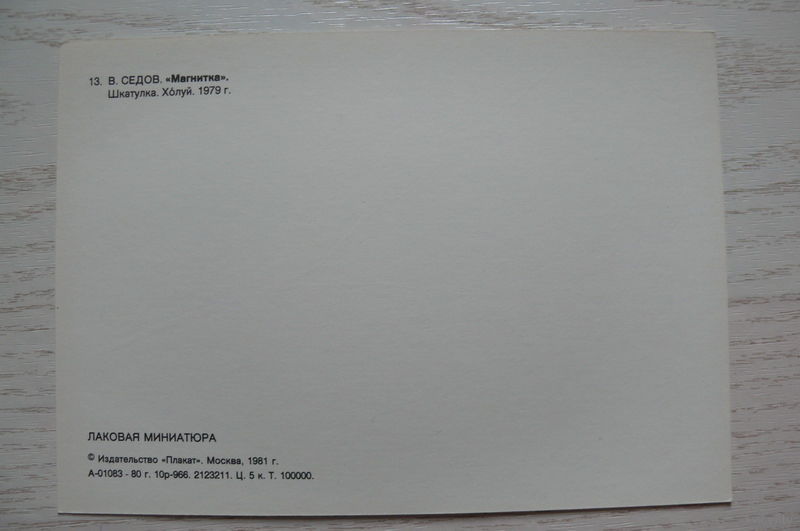 13. В. СЕДОВ. «Магнитка».
Шкатулка. Хо́луй. 1979 г.
ЛАКОВАЯ МИНИАТЮРА
© Издательство «Плакат». Москва, 1981 г.
А-01083 - 80 г. 10р-966. 2123211. Ц. 5 к. Т. 100000.